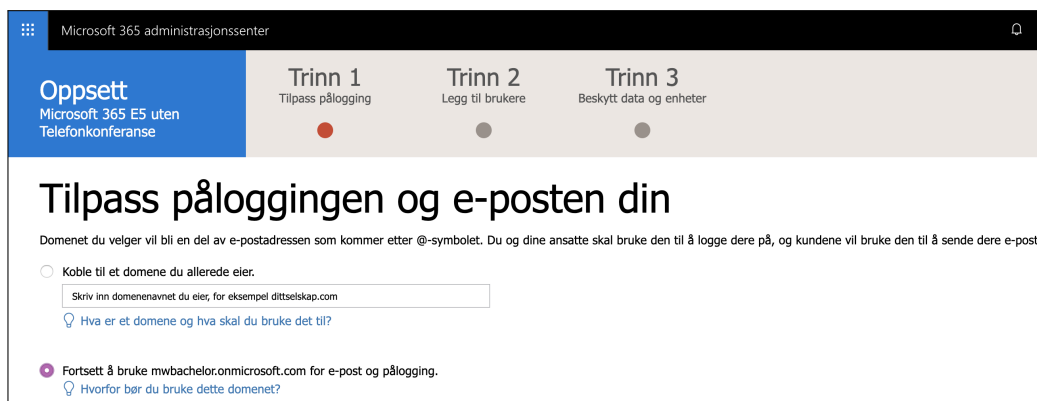 Microsoft 365 administrasjonssenter
Oppsett
Microsoft 365 E5 uten
Telefonkonferanse
Trinn 1
Tilpass pålogging
Trinn 2
Legg til brukere
Trinn 3
Beskytt data og enheter
Tilpass påloggingen og e-posten din
Domenet du velger vil bli en del av e-postadressen som kommer etter @-symbolet. Du og dine ansatte skal bruke den til å logge dere på, og kundene vil bruke den til å sende dere e-post
Koble til et domene du allerede eier.
Skriv inn domenenavnet du eier, for eksempel dittselskap.com
Hva er et domene og hva skal du bruke det til?
Fortsett å bruke mwbachelor.onmicrosoft.com for e-post og pålogging.
Hvorfor bør du bruke dette domenet?